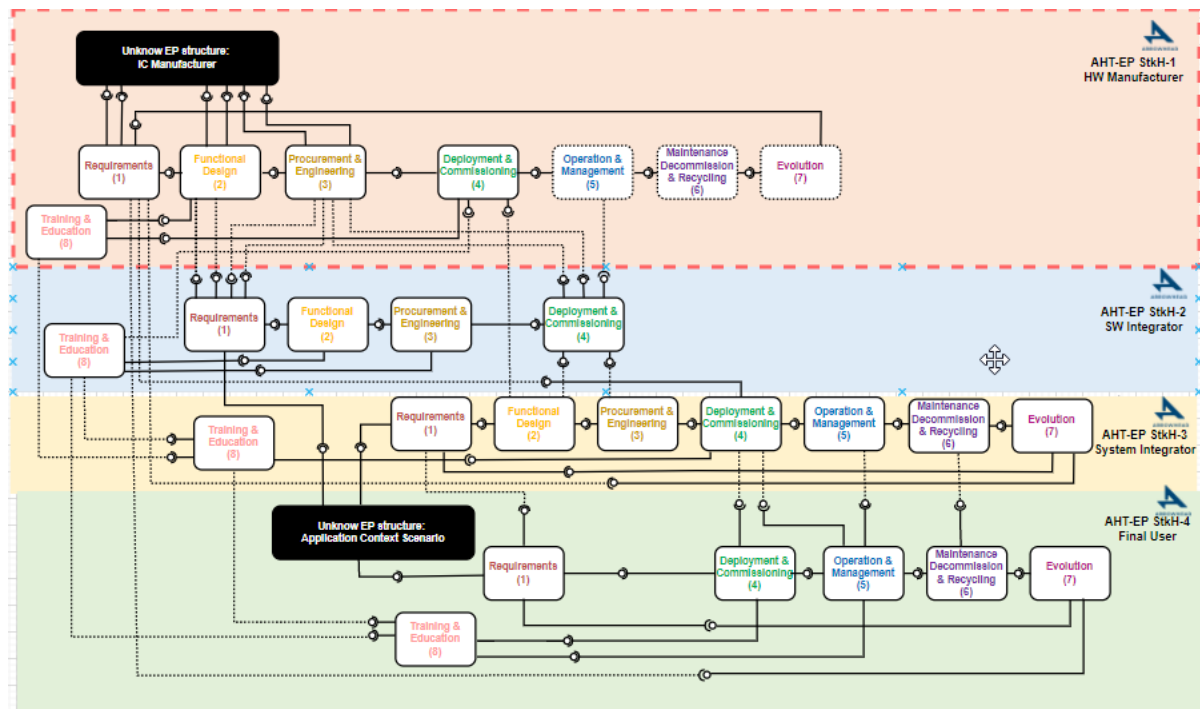 Unknow EP structure:
IC Manufacturer
ARROWHEAD
AHT-EP StkH-1
HW Manufacturer
Requirements
(1)
Functional
Design
(2)
Procurement &
Engineering
(3)
Deployment &
Commissioning
(4)
Operation &
Management
(5)
Maintenance
Decommission
& Recycling
(6)
Evolution
(7)
Training &
Education
(8)
ARROWHEAD
AHT-EP StkH-2
SW Integrator
Requirements
(1)
Functional
Design
(2)
Procurement &
Engineering
(3)
Deployment &
Commissioning
(4)
Training &
Education
(8)
ARROWHEAD
AHT-EP StkH-3
System Integrator
Requirements
(1)
Functional
Design
(2)
Procurement &
Engineering
(3)
Deployment &
Commissioning
(4)
Operation &
Management
(5)
Maintenance
Decommission
& Recycling
(6)
Evolution
(7)
Training &
Education
(8)
ARROWHEAD
AHT-EP StkH-4
Final User
Unknow EP structure:
Application Context Scenario
Requirements
(1)
Deployment &
Commissioning
(4)
Operation &
Management
(5)
Maintenance
Decommission
& Recycling
(6)
Evolution
(7)
Training &
Education
(8)